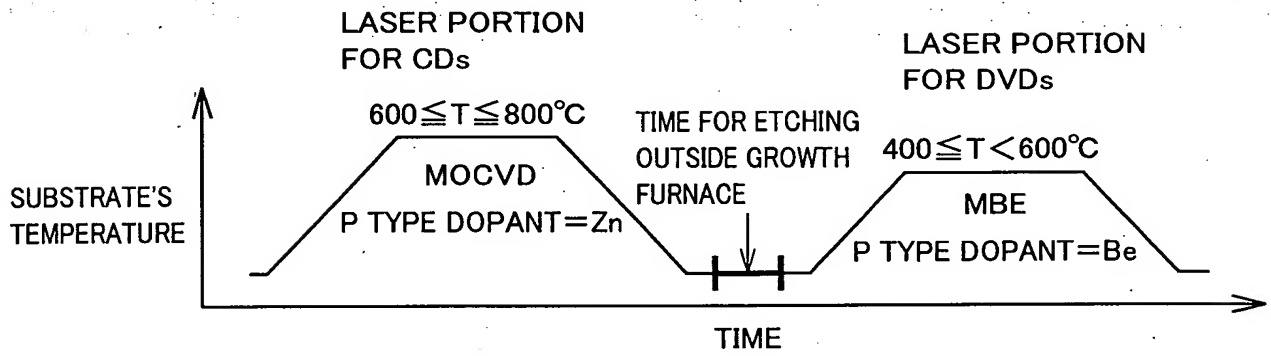 LASER PORTION
FOR CDs
LASER PORTION
FOR DVDs
600≦T≦800°C
TIME FOR ETCHING
OUTSIDE GROWTH
FURNACE
400≦T<600°C
SUBSTRATE'S
TEMPERATURE
MOCVD
P TYPE DOPANT=Zn
MBE
P TYPE DOPANT=Be
TIME